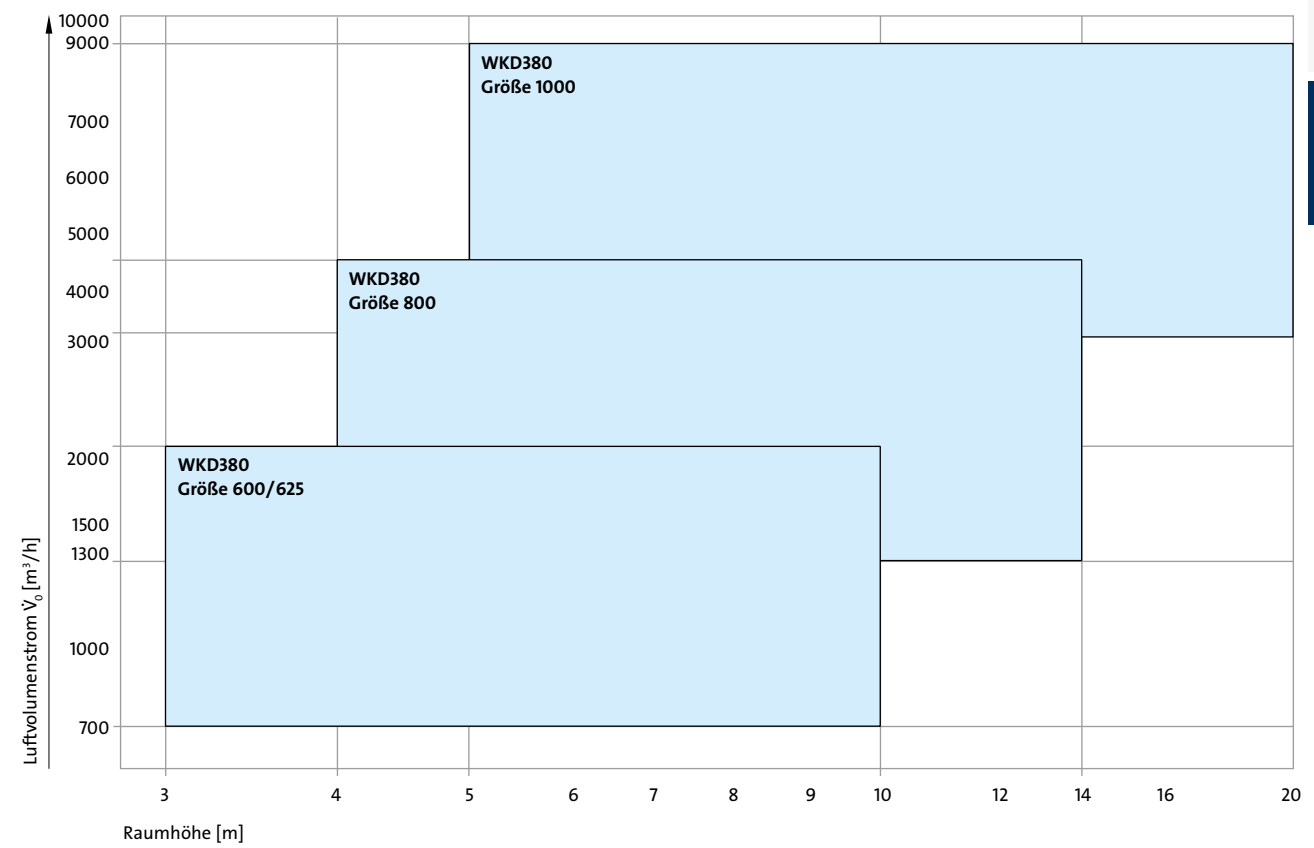 10000
9000
7000
6000
5000
4000
3000
2000
1500
1300
1000
700
Luftvolumenstrom V̇₀ [m³/h]
WKD380
Größe 1000
WKD380
Größe 800
WKD380
Größe 600/625
3 4 5 6 7 8 9 10 12 14 16 20
Raumhöhe [m]